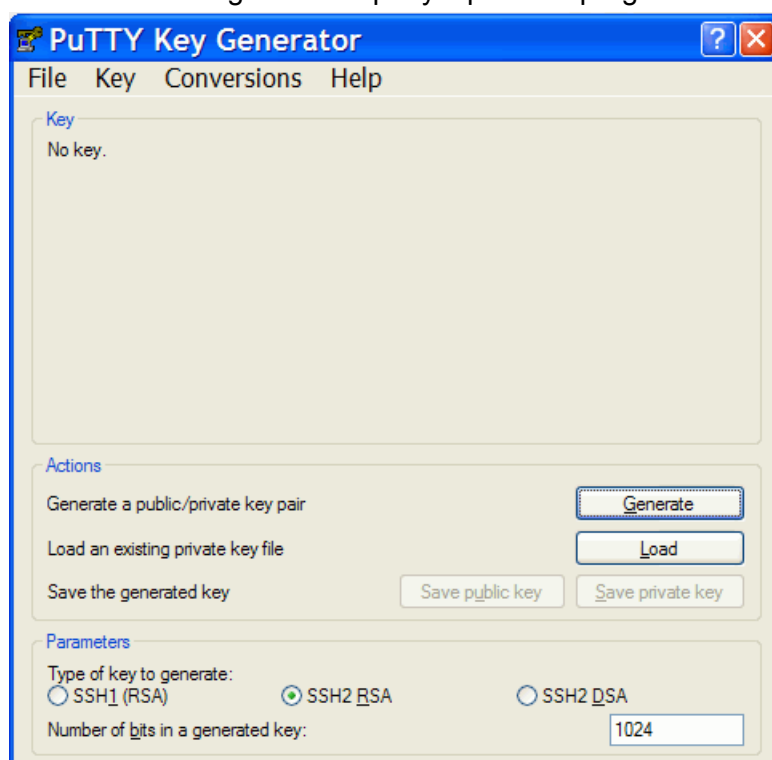 PuTTY Key Generator
File Key Conversions Help
Key
No key.
Actions
Generate a public/private key pair Generate
Load an existing private key file Load
Save the generated key Save public key Save private key
Parameters
Type of key to generate:
SSH1 (RSA) SSH2 RSA SSH2 DSA
Number of bits in a generated key: 1024